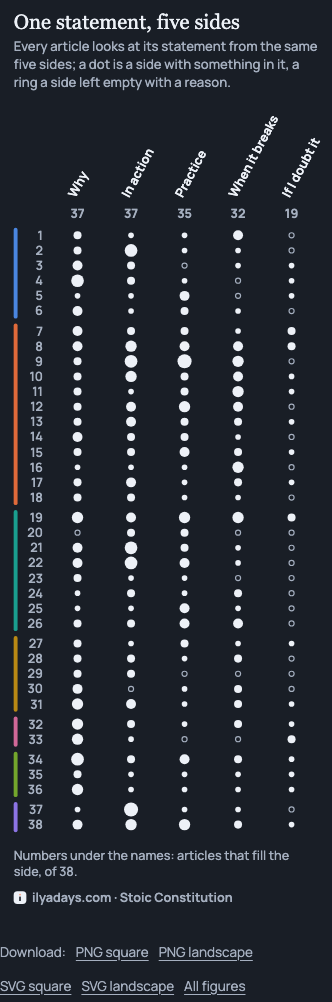 One statement, five sides
Every article looks at its statement from the same
five sides; a dot is a side with something in it, a
ring a side left empty with a reason.
Why
In action
Practice
When it breaks
If I doubt it
37 37 35 32 19
1
2
3
4
5
6
7
8
9
10
11
12
13
14
15
16
17
18
19
20
21
22
23
24
25
26
27
28
29
30
31
32
33
34
35
36
37
38
Numbers under the names: articles that fill the
side, of 38.
i ilyadays.com · Stoic Constitution
Download: PNG square PNG landscape
SVG square SVG landscape All figures